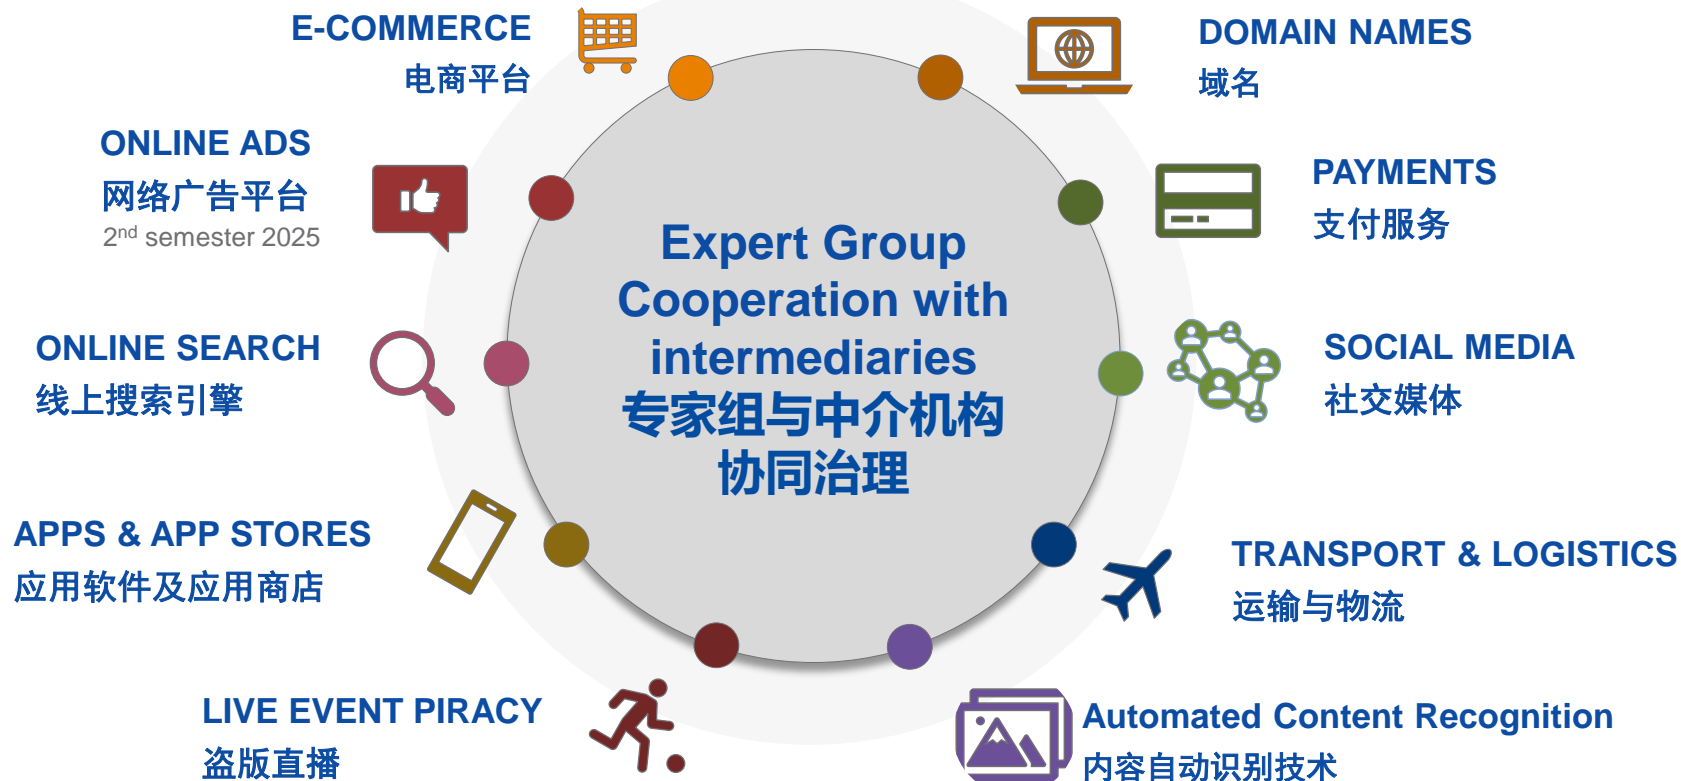 E-COMMERCE
电商平台
DOMAIN NAMES
域名
ONLINE ADS
网络广告平台
2nd semester 2025
PAYMENTS
支付服务
Expert Group
Cooperation with
intermediaries
专家组与中介机构
协同治理
ONLINE SEARCH
线上搜索引擎
SOCIAL MEDIA
社交媒体
APPS & APP STORES
应用软件及应用商店
TRANSPORT & LOGISTICS
运输与物流
LIVE EVENT PIRACY
盗版直播
Automated Content Recognition
内容自动识别技术